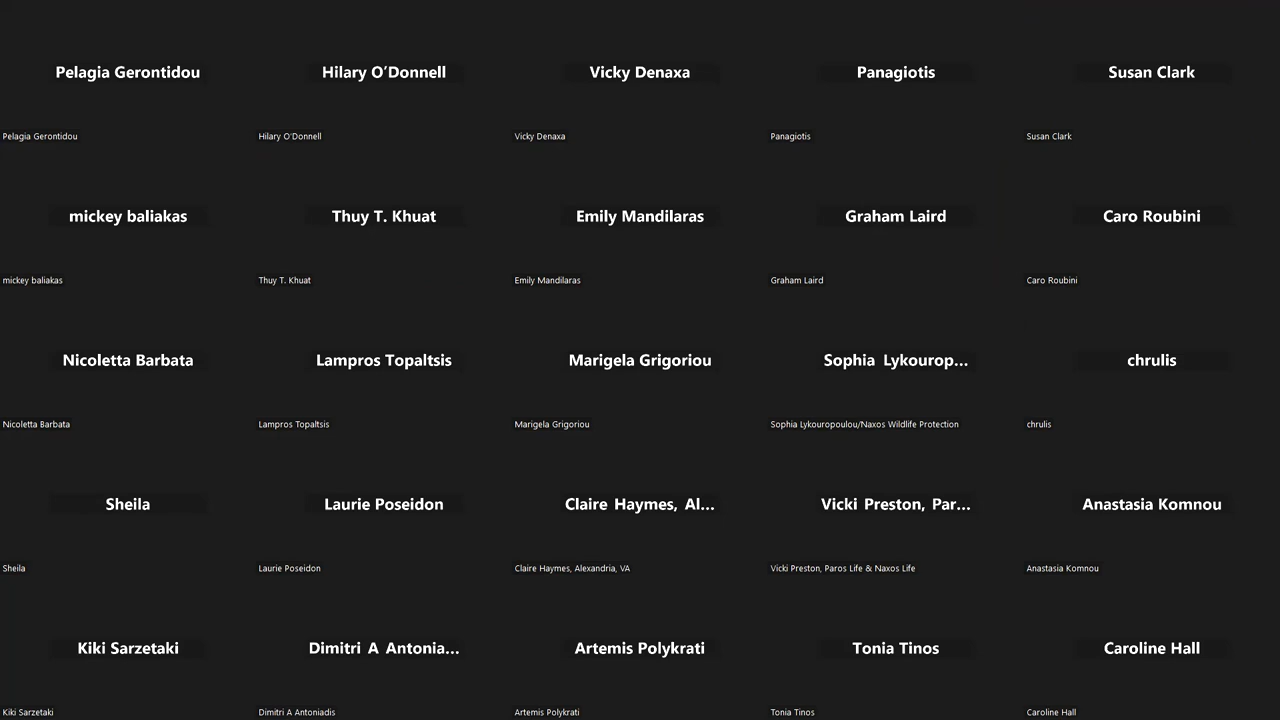 Pelagia Gerontidou
Hilary O'Donnell
Vicky Denaxa
Panagiotis
Susan Clark
Pelagia Gerontidou
Hilary O'Donnell
Vicky Denaxa
Panagiotis
Susan Clark
mickey baliakas
Thuy T. Khuat
Emily Mandilaras
Graham Laird
Caro Roubini
mickey baliakas
Thuy T. Khuat
Emily Mandilaras
Graham Laird
Caro Roubini
Nicoletta Barbata
Lampros Topaltsis
Marigela Grigoriou
Sophia Lykourop...
chrulis
Nicoletta Barbata
Lampros Topaltsis
Marigela Grigoriou
Sophia Lykouropoulou/Naxos Wildlife Protection
chrulis
Sheila
Laurie Poseidon
Claire Haymes, Al...
Vicki Preston, Par...
Anastasia Komnou
Sheila
Laurie Poseidon
Claire Haymes, Alexandria, VA
Vicki Preston, Paros Life & Naxos Life
Anastasia Komnou
Kiki Sarzetaki
Dimitri A Antonia...
Artemis Polykrati
Tonia Tinos
Caroline Hall
Kiki Sarzetaki
Dimitri A Antoniadis
Artemis Polykrati
Tonia Tinos
Caroline Hall